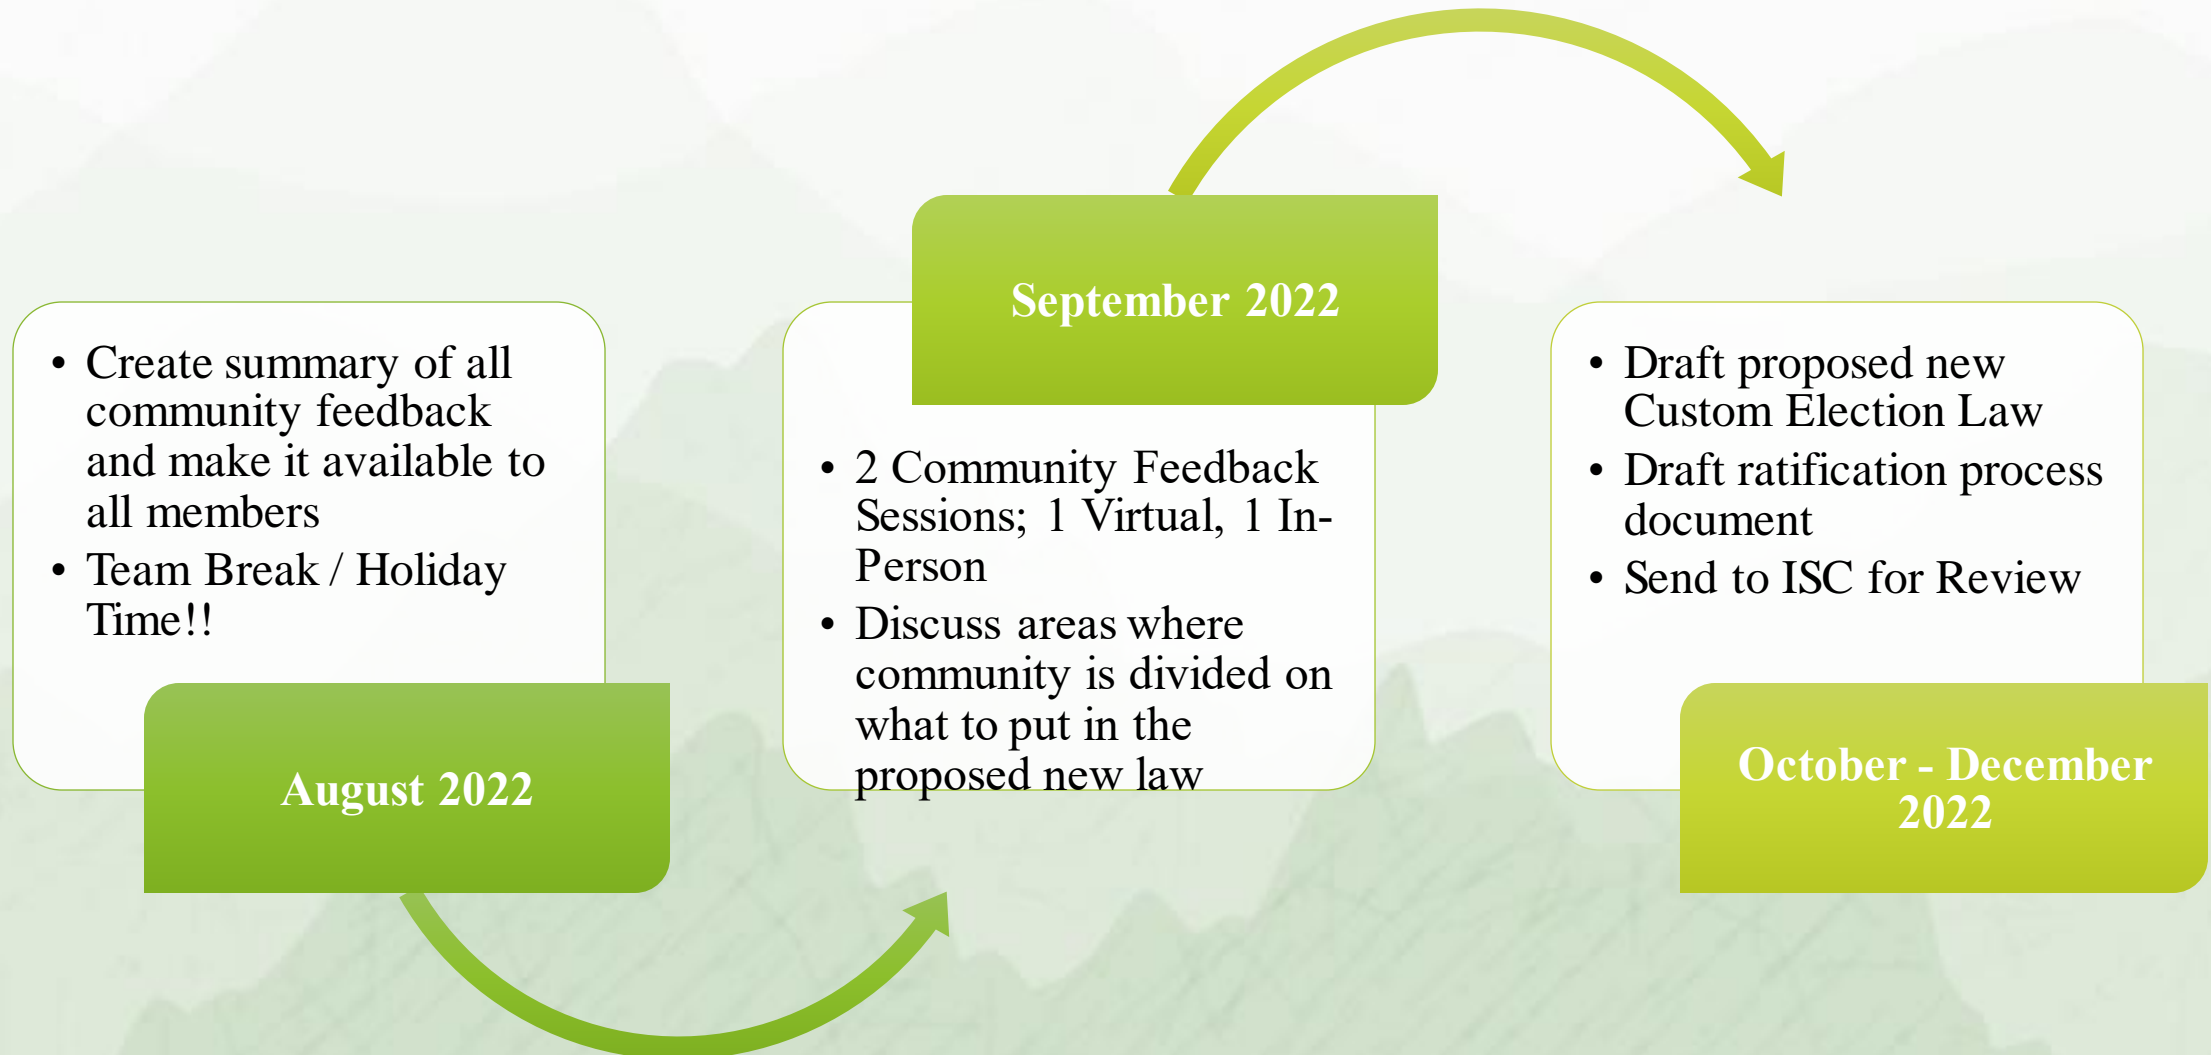 • Create summary of all
community feedback
and make it available to
all members
• Team Break / Holiday
Time!!
August 2022
September 2022
• 2 Community Feedback
Sessions; 1 Virtual, 1 In-
Person
• Discuss areas where
community is divided on
what to put in the
proposed new law
• Draft proposed new
Custom Election Law
• Draft ratification process
document
• Send to ISC for Review
October - December
2022